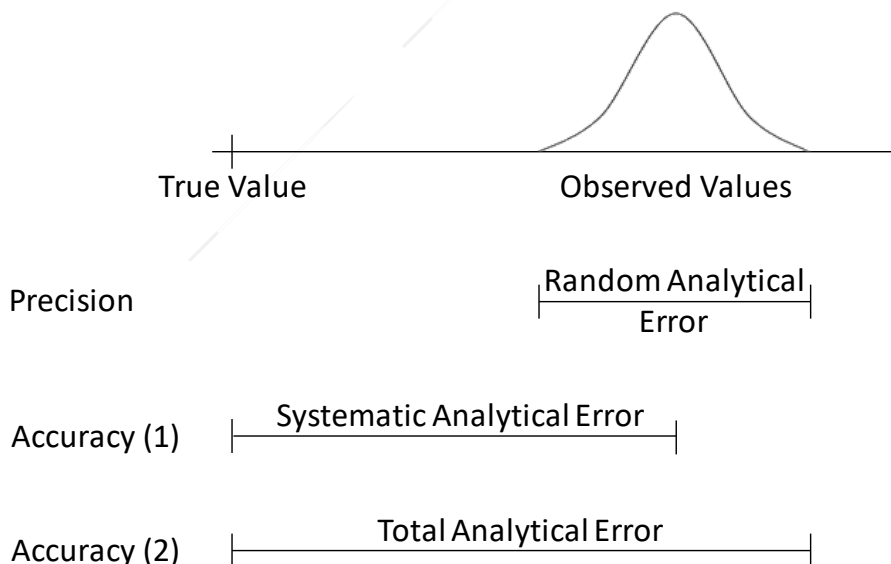 True Value
Observed Values
Precision
Random Analytical
Error
Accuracy (1)
Systematic Analytical Error
Accuracy (2)
Total Analytical Error